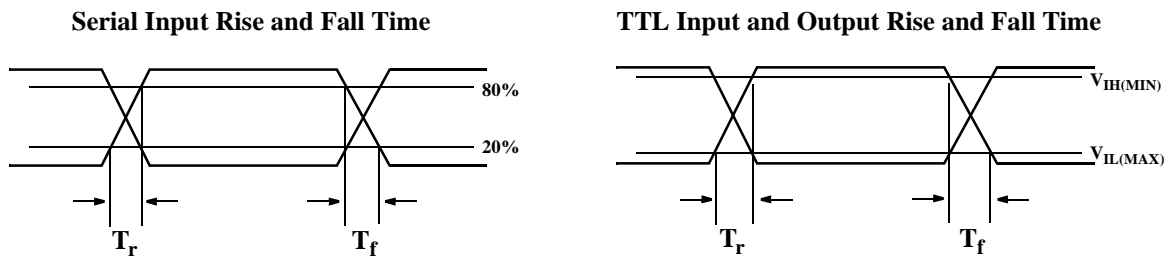 Serial Input Rise and Fall Time
80%
20%
Tr
Tf
TTL Input and Output Rise and Fall Time
VIH(MIN)
VIL(MAX)
Tr
Tf